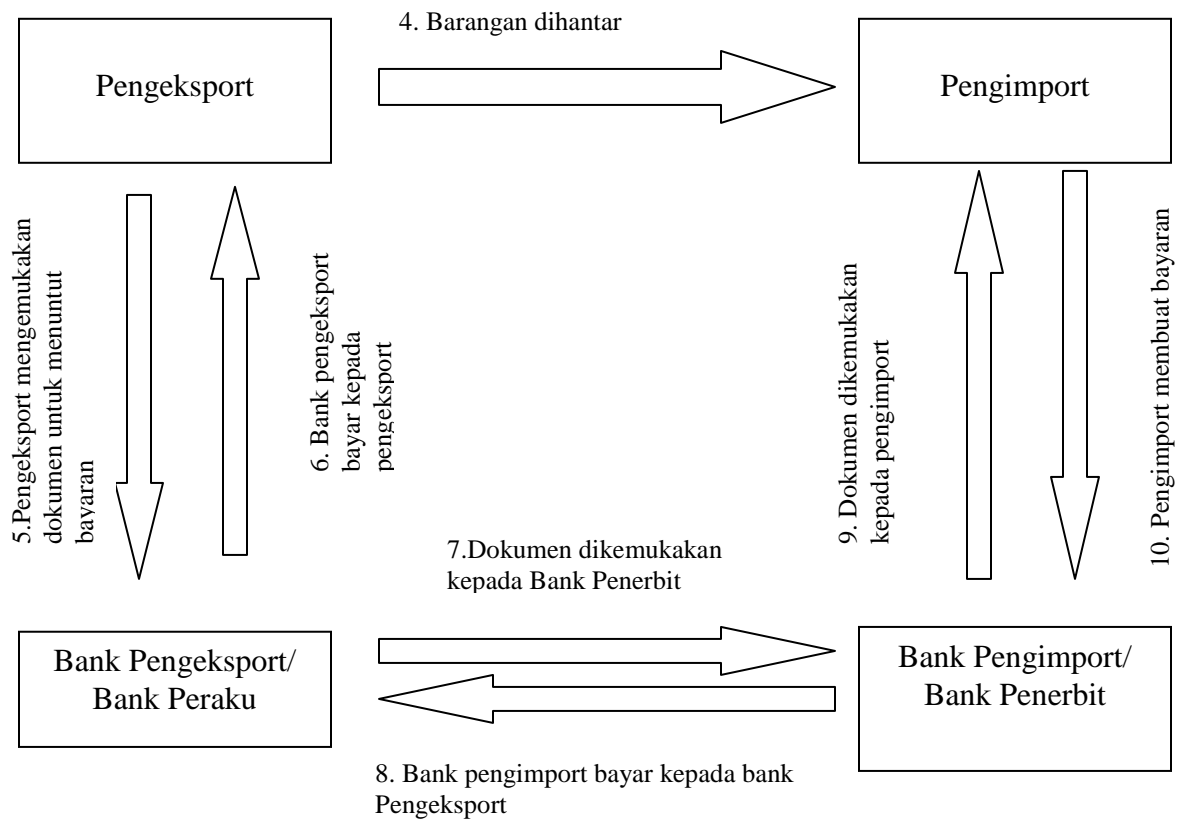 4. Barangan dihantar
Pengeksport
Pengimport
5.Pengeksport mengemukakan
dokumen untuk menuntut
bayaran
6. Bank pengeksport
bayar kepada
pengeksport
9. Dokumen dikemukakan
kepada pengimport
10. Pengimport membuat bayaran
7.Dokumen dikemukakan
kepada Bank Penerbit
Bank Pengeksport/
Bank Peraku
Bank Pengimport/
Bank Penerbit
8. Bank pengimport bayar kepada bank
Pengeksport